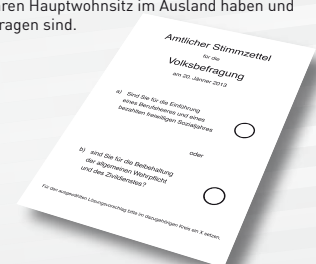 ren Hauptwohnsitz im Ausland haben und
ragen sind.
Amtlicher Stimmzettel
für die
Volksbefragung
am 20. Jänner 2013
a) Sind Sie für die Einführung
eines Berufsheeres und eines
bezahlten freiwilligen Sozialjahres
oder
b) sind Sie für die Beibehaltung
der allgemeinen Wehrpflicht
und des Zivildienstes?
Für den ausgewählten Lösungsvorschlag bitte im dazugehörigen Kreis ein X setzen.